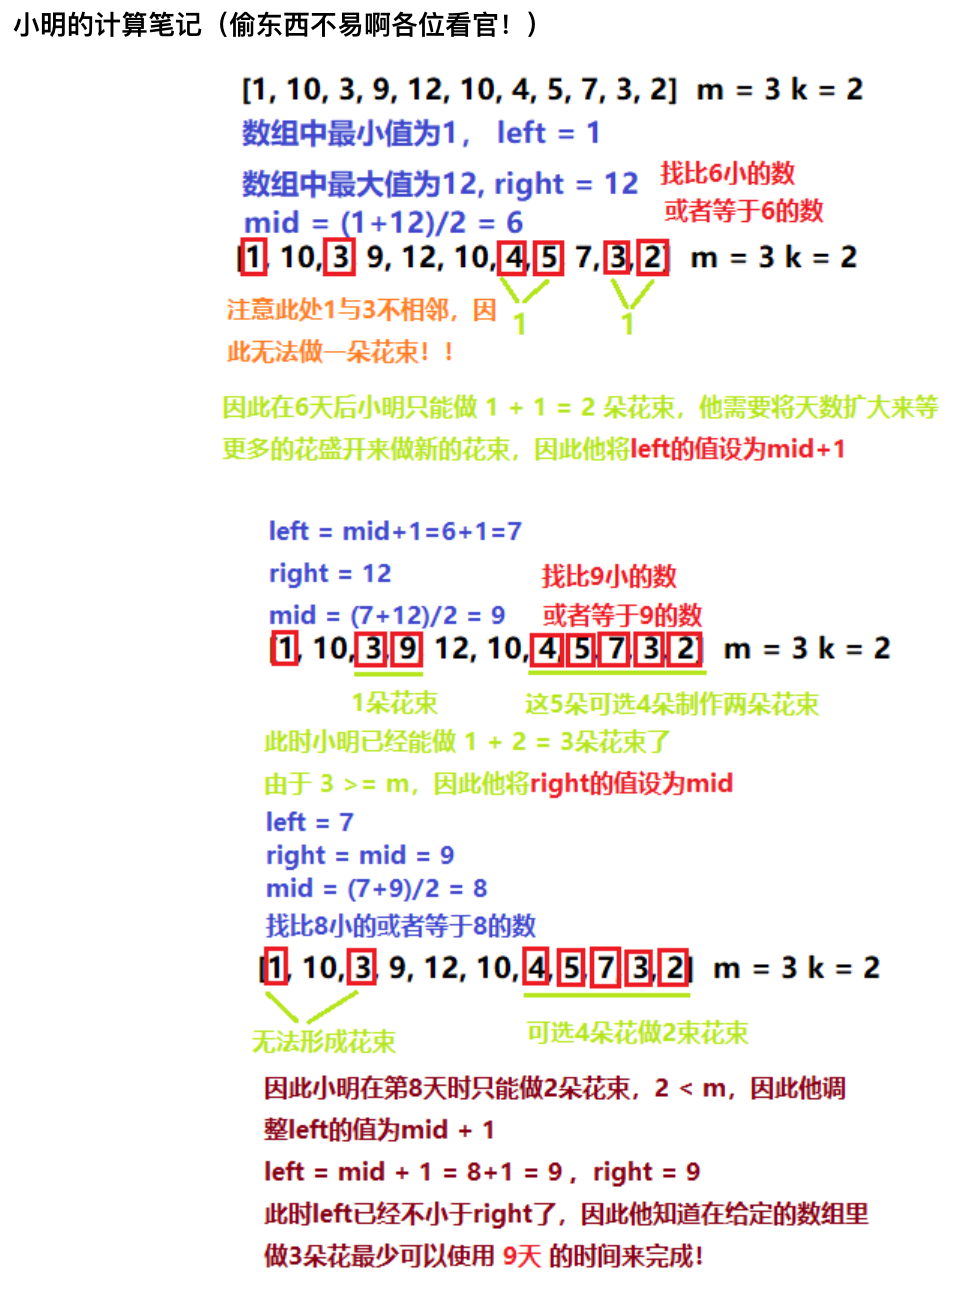 小明的计算笔记（偷东西不易啊各位看官！）
[1, 10, 3, 9, 12, 10, 4, 5, 7, 3, 2] m = 3 k = 2
数组中最小值为1， left = 1
数组中最大值为12, right = 12
找比6小的数
或者等于6的数
mid = (1+12)/2 = 6
[1, 10, 3, 9, 12, 10, 4, 5, 7, 3, 2] m = 3 k = 2
1 1
注意此处1与3不相邻，因
此无法做一朵花束！！
因此在6天后小明只能做 1 + 1 = 2 朵花束，他需要将天数扩大来等
更多的花盛开来做新的花束，因此他将left的值设为mid+1
left = mid+1=6+1=7
right = 12
找比9小的数
或者等于9的数
mid = (7+12)/2 = 9
[1, 10, 3, 9, 12, 10, 4, 5, 7, 3, 2] m = 3 k = 2
1朵花束 这5朵可选4朵制作两朵花束
此时小明已经能做 1 + 2 = 3朵花束了
由于 3 >= m，因此他将right的值设为mid
left = 7
right = mid = 9
mid = (7+9)/2 = 8
找比8小的或者等于8的数
[1, 10, 3, 9, 12, 10, 4, 5, 7, 3, 2] m = 3 k = 2
无法形成花束 可选4朵花做2束花束
因此小明在第8天时只能做2朵花束，2 < m，因此他调
整left的值为mid + 1
left = mid + 1 = 8+1 = 9 ，right = 9
此时left已经不小于right了，因此他知道在给定的数组里
做3朵花最少可以使用 9天 的时间来完成！